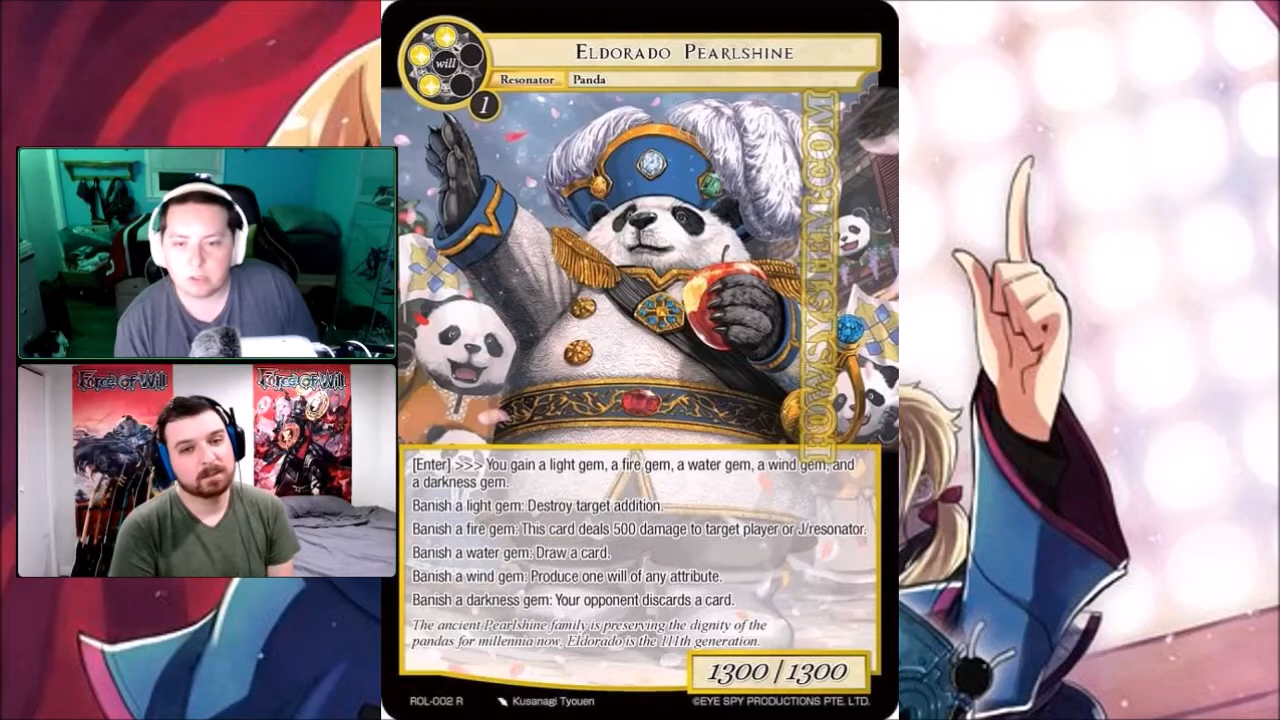 will
1
Eldorado Pearlshine
Resonator Panda
FOWSYSTEM.COM
Force of Will
Force of Will
[Enter] >>> You gain a light gem, a fire gem, a water gem, a wind gem, and
a darkness gem.
Banish a light gem: Destroy target addition.
Banish a fire gem: This card deals 500 damage to target player or J/resonator.
Banish a water gem: Draw a card.
Banish a wind gem: Produce one will of any attribute.
Banish a darkness gem: Your opponent discards a card.
The ancient Pearlshine family is preserving the dignity of the
pandas for millennia now, Eldorado is the 111th generation.
1300 / 1300
ROL-002 R Kusanagi Tyouen ©EYE SPY PRODUCTIONS PTE. LTD.